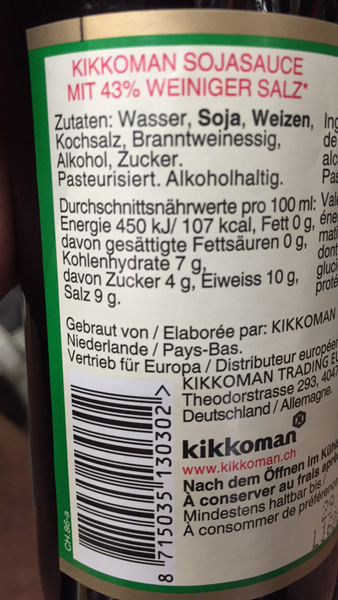 KIKKOMAN SOJASAUCE
MIT 43% WEINIGER SALZ*
Zutaten: Wasser, Soja, Weizen,
Kochsalz, Branntweinessig,
Alkohol, Zucker.
Pasteurisiert. Alkoholhaltig.
Durchschnittsnährwerte pro 100 ml:
Energie 450 kJ/ 107 kcal, Fett 0 g,
davon gesättigte Fettsäuren 0 g,
Kohlenhydrate 7 g,
davon Zucker 4 g, Eiweiss 10 g,
Salz 9 g.
Gebraut von / Elaborée par: KIKKOMAN
Niederlande / Pays-Bas.
Vertrieb für Europa / Distributeur
KIKKOMAN TRADING
Theodorstrasse 293,
Deutschland / Allemagne.
kikkoman
www.kikkoman.ch
Nach dem Öffnen im
À conserver au frais
Mindestens haltbar bis/
À consommer de
8 715035 130302 >
CH.86-a